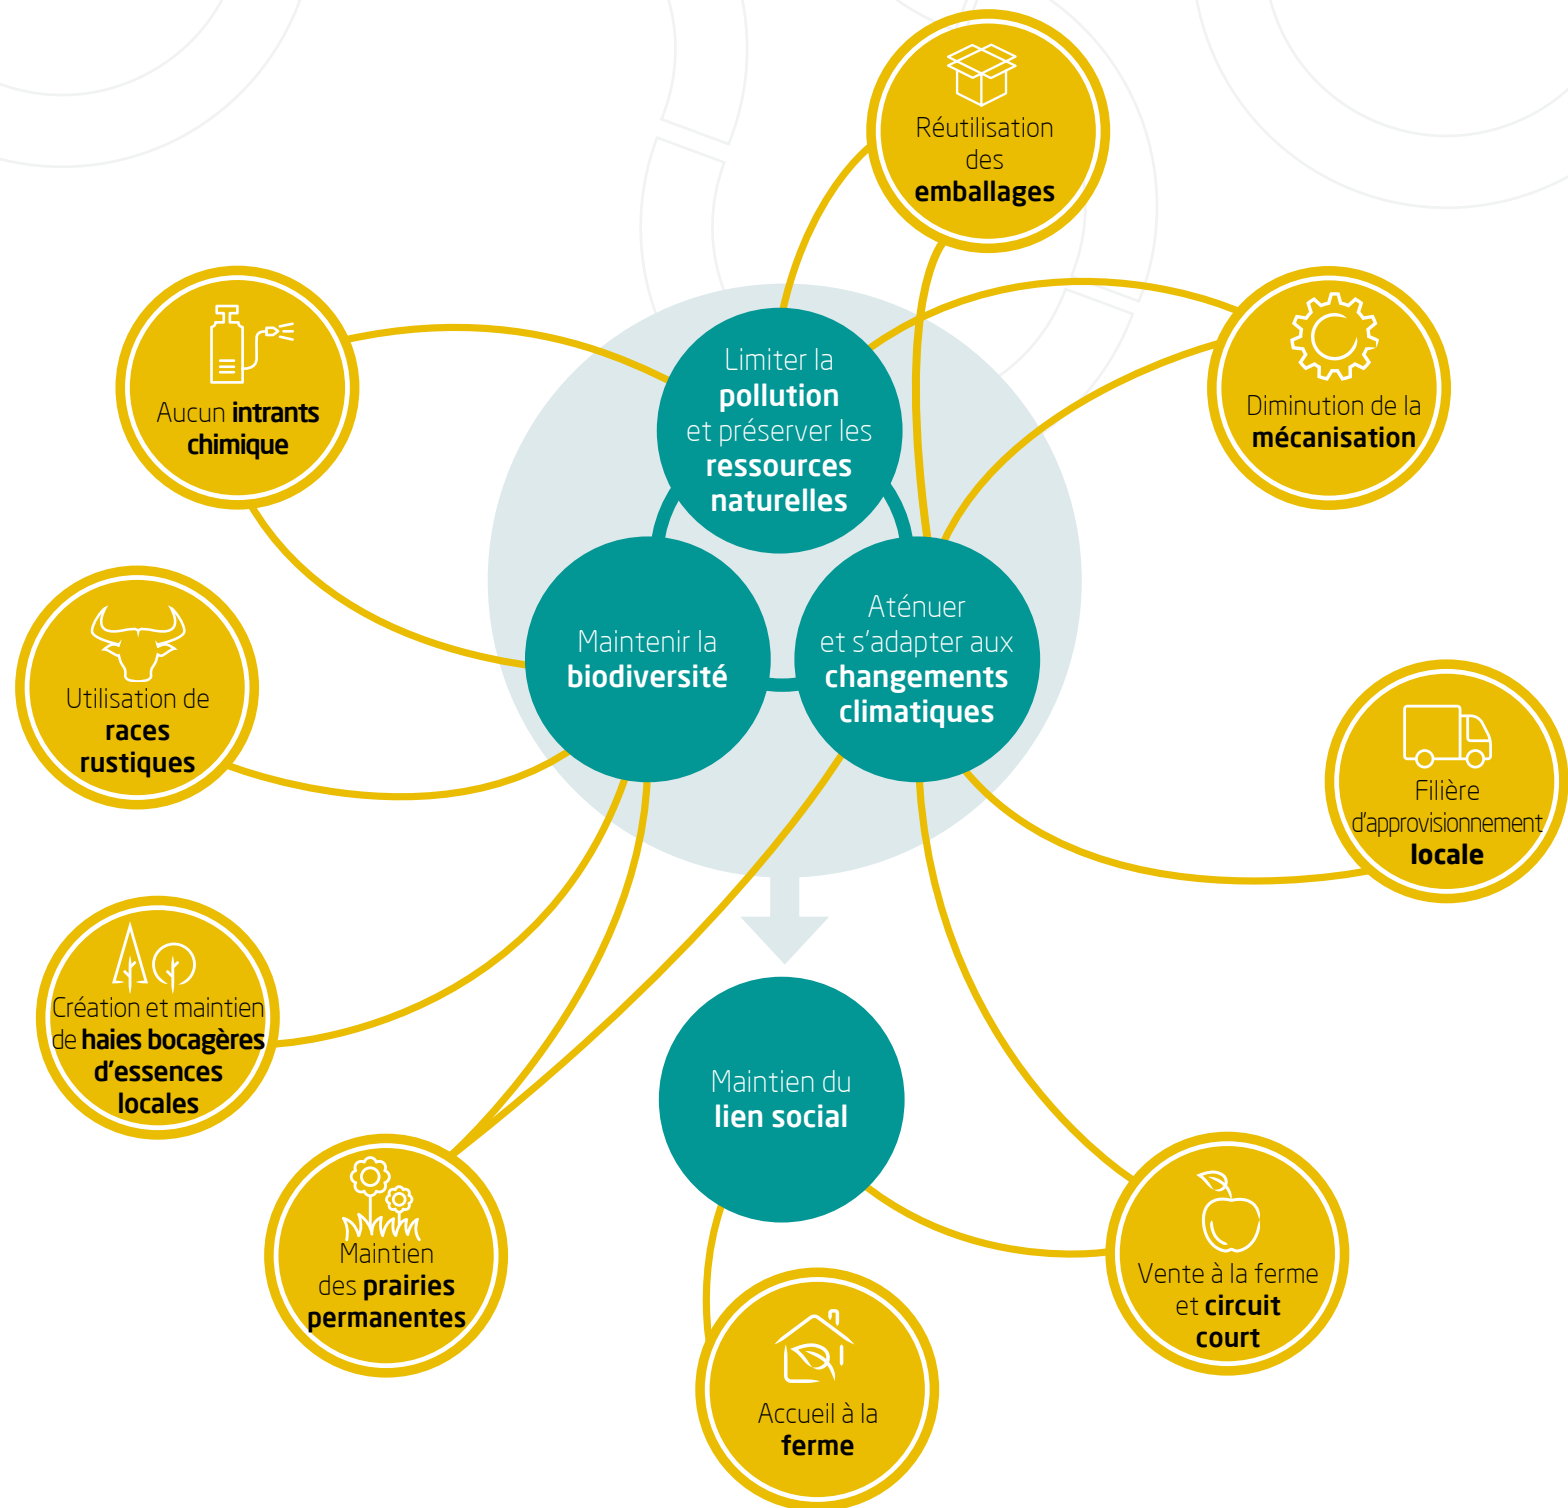 Réutilisation
des
emballages
Limiter la
pollution
et préserver les
ressources
naturelles
Aucun intrants
chimique
Diminution de la
mécanisation
Maintenir la
biodiversité
Aténuer
et s'adapter aux
changements
climatiques
Utilisation de
races
rustiques
Filière
d'approvisionnement
locale
Création et maintien
de haies bocagères
d'essences
locales
Maintien du
lien social
Maintien
des prairies
permanentes
Vente à la ferme
et circuit
court
Accueil à la
ferme